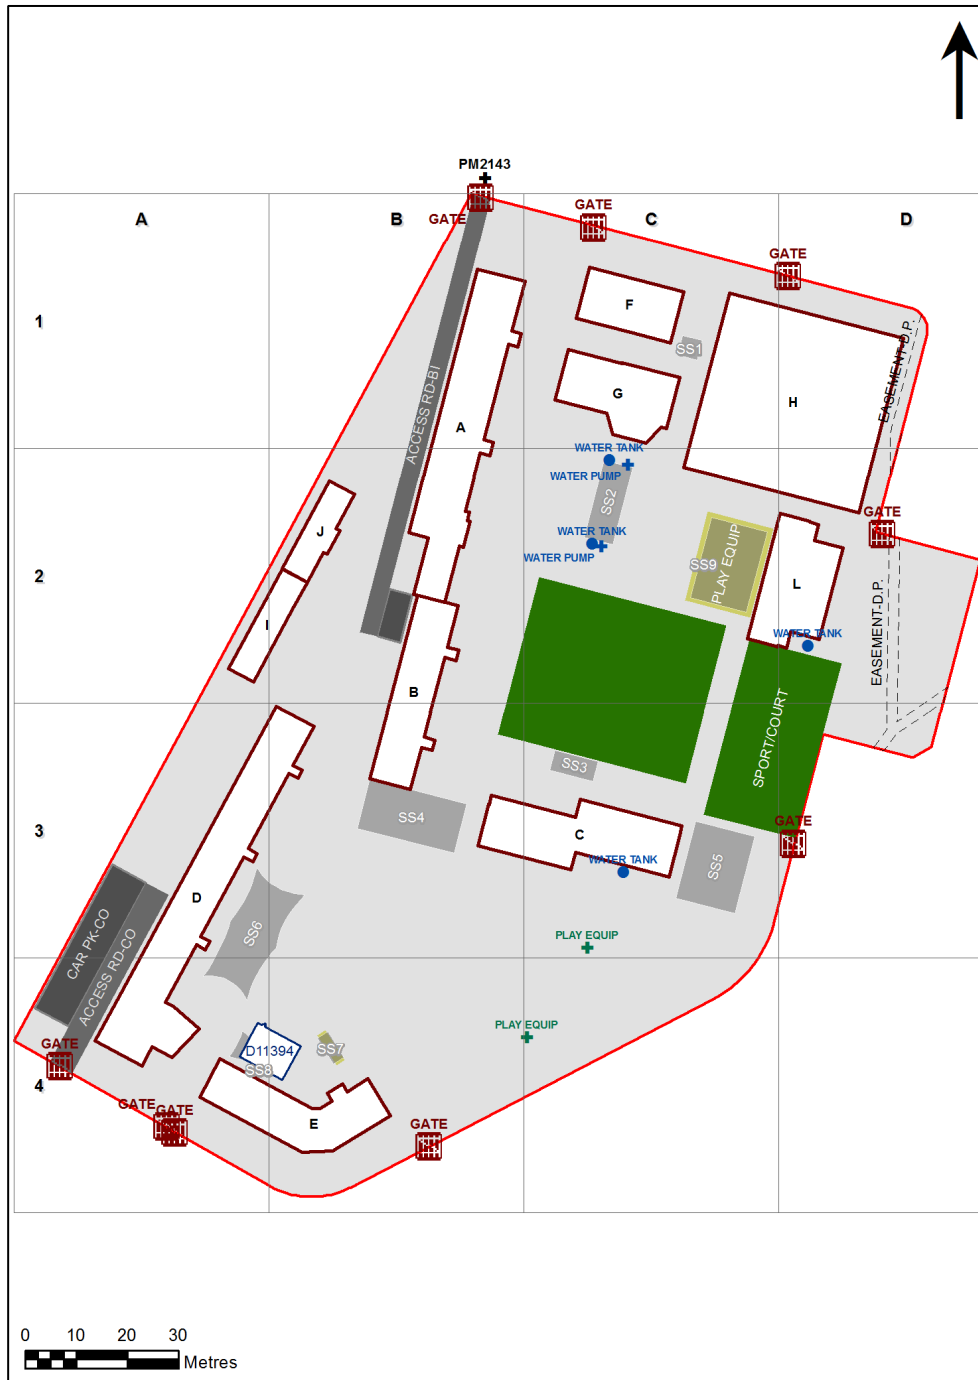 PM2143
GATE
GATE
GATE
A
B
C
D
1
F
SS1
G
H
EASEMENT-D.P.
ACCESS RD-BI
A
WATER TANK
WATER PUMP
SS2
WATER TANK
WATER PUMP
J
GATE
PLAY EQUIP
SS9
2
L
I
WATER TANK
EASEMENT-D.P.
B
SPORT/COURT
SS3
SS4
3
C
GATE
WATER TANK
SS5
D
CAR PK-CO
ACCESS RD-CO
SS6
PLAY EQUIP
PLAY EQUIP
GATE
D11394
SS7
SS8
4
GATE
GATE
E
GATE
0 10 20 30
Metres